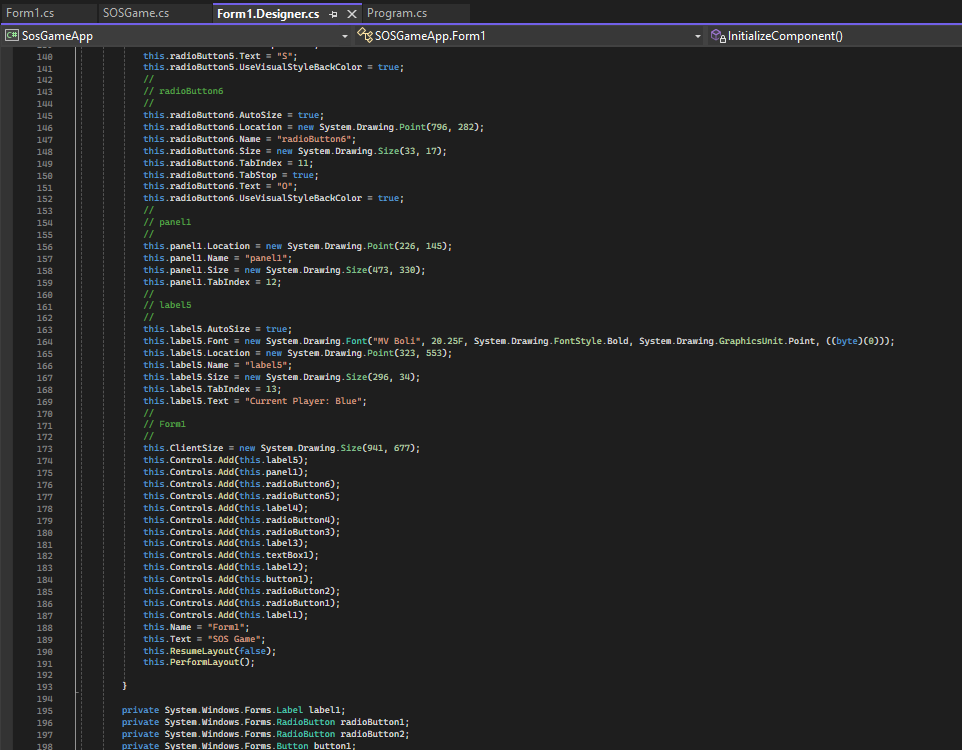 Form1.cs SOSGame.cs Form1.Designer.cs Program.cs
C# SosGameApp SOSGameApp.Form1 InitializeComponent()
140 this.radioButton5.Text = "S";
141 this.radioButton5.UseVisualStyleBackColor = true;
142 //
143 // radioButton6
144 //
145 this.radioButton6.AutoSize = true;
146 this.radioButton6.Location = new System.Drawing.Point(796, 282);
147 this.radioButton6.Name = "radioButton6";
148 this.radioButton6.Size = new System.Drawing.Size(33, 17);
149 this.radioButton6.TabIndex = 11;
150 this.radioButton6.TabStop = true;
151 this.radioButton6.Text = "O";
152 this.radioButton6.UseVisualStyleBackColor = true;
153 //
154 // panel1
155 //
156 this.panel1.Location = new System.Drawing.Point(226, 145);
157 this.panel1.Name = "panel1";
158 this.panel1.Size = new System.Drawing.Size(473, 330);
159 this.panel1.TabIndex = 12;
160 //
161 // label5
162 //
163 this.label5.AutoSize = true;
164 this.label5.Font = new System.Drawing.Font("MV Boli", 20.25F, System.Drawing.FontStyle.Bold, System.Drawing.GraphicsUnit.Point, ((byte)(0)));
165 this.label5.Location = new System.Drawing.Point(323, 553);
166 this.label5.Name = "label5";
167 this.label5.Size = new System.Drawing.Size(296, 34);
168 this.label5.TabIndex = 13;
169 this.label5.Text = "Current Player: Blue";
170 //
171 // Form1
172 //
173 this.ClientSize = new System.Drawing.Size(941, 677);
174 this.Controls.Add(this.label5);
175 this.Controls.Add(this.panel1);
176 this.Controls.Add(this.radioButton6);
177 this.Controls.Add(this.radioButton5);
178 this.Controls.Add(this.label4);
179 this.Controls.Add(this.radioButton4);
180 this.Controls.Add(this.radioButton3);
181 this.Controls.Add(this.label3);
182 this.Controls.Add(this.textBox1);
183 this.Controls.Add(this.label2);
184 this.Controls.Add(this.button1);
185 this.Controls.Add(this.radioButton2);
186 this.Controls.Add(this.radioButton1);
187 this.Controls.Add(this.label1);
188 this.Name = "Form1";
189 this.Text = "SOS Game";
190 this.ResumeLayout(false);
191 this.PerformLayout();
192
193 }
194
195 private System.Windows.Forms.Label label1;
196 private System.Windows.Forms.RadioButton radioButton1;
197 private System.Windows.Forms.RadioButton radioButton2;
198 private System.Windows.Forms.Button button1;